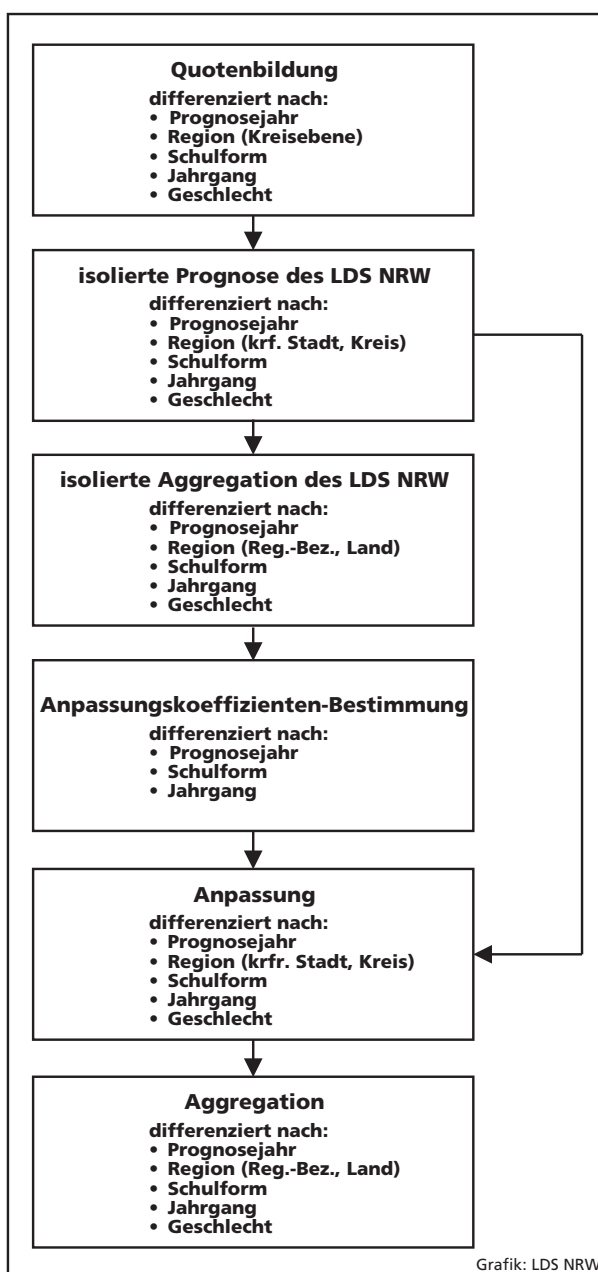 Quotenbildung
differenziert nach:
• Prognosejahr
• Region (Kreisebene)
• Schulform
• Jahrgang
• Geschlecht
isolierte Prognose des LDS NRW
differenziert nach:
• Prognosejahr
• Region (krf. Stadt, Kreis)
• Schulform
• Jahrgang
• Geschlecht
isolierte Aggregation des LDS NRW
differenziert nach:
• Prognosejahr
• Region (Reg.-Bez., Land)
• Schulform
• Jahrgang
• Geschlecht
Anpassungskoeffizienten-Bestimmung
differenziert nach:
• Prognosejahr
• Schulform
• Jahrgang
Anpassung
differenziert nach:
• Prognosejahr
• Region (krfr. Stadt, Kreis)
• Schulform
• Jahrgang
• Geschlecht
Aggregation
differenziert nach:
• Prognosejahr
• Region (Reg.-Bez., Land)
• Schulform
• Jahrgang
• Geschlecht
Grafik: LDS NRW